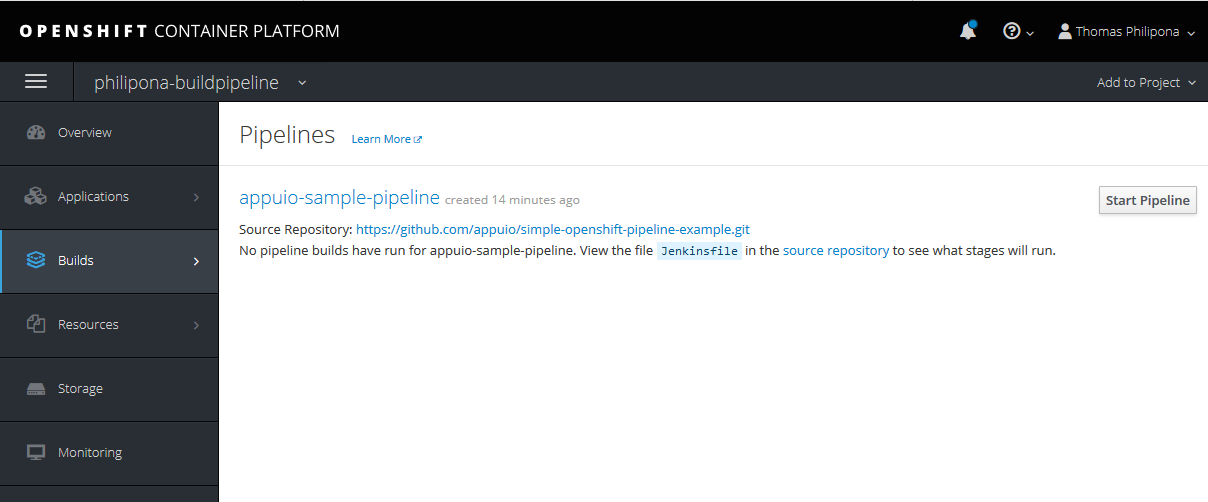 OPENSHIFT CONTAINER PLATFORM
Thomas Philipona
philipona-buildpipeline
Add to Project
Overview
Applications
Builds
Resources
Storage
Monitoring
Pipelines Learn More
appuio-sample-pipeline created 14 minutes ago
Start Pipeline
Source Repository: https://github.com/appuio/simple-openshift-pipeline-example.git
No pipeline builds have run for appuio-sample-pipeline. View the file Jenkinsfile in the source repository to see what stages will run.